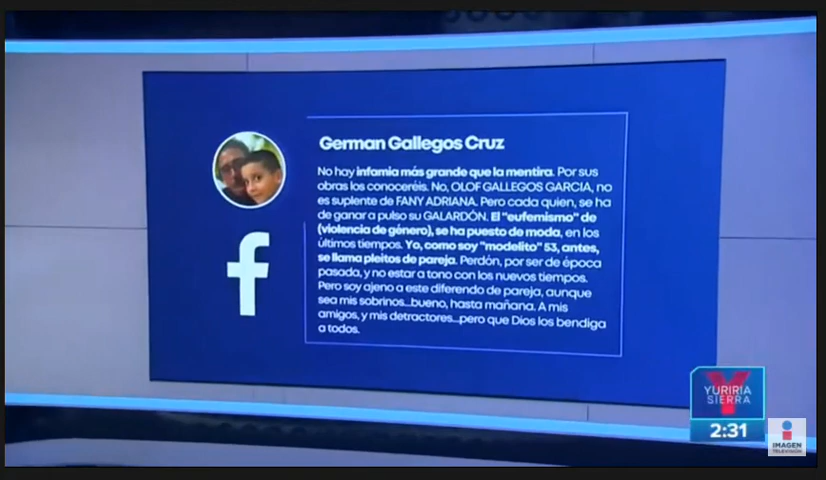 German Gallegos Cruz
No hay infamia más grande que la mentira. Por sus
obras los conoceréis. No, OLOF GALLEGOS GARCIA, no
es suplente de FANY ADRIANA. Pero cada quien, se ha
de ganar a pulso su GALARDÓN. El "eufemismo" de
(violencia de género), se ha puesto de moda, en los
últimos tiempos. Yo, como soy "modelito" 53, antes,
se llama pleitos de pareja. Perdón, por ser de época
pasada, y no estar a tono con los nuevos tiempos.
Pero soy ajeno a este diferendo de pareja, aunque
sea mis sobrinos...bueno, hasta mañana. A mis
amigos, y mis detractores...pero que Dios los bendiga
a todos.
f
YURIRIA
SIERRA
Y
2:31
IMAGEN
TELEVISIÓN